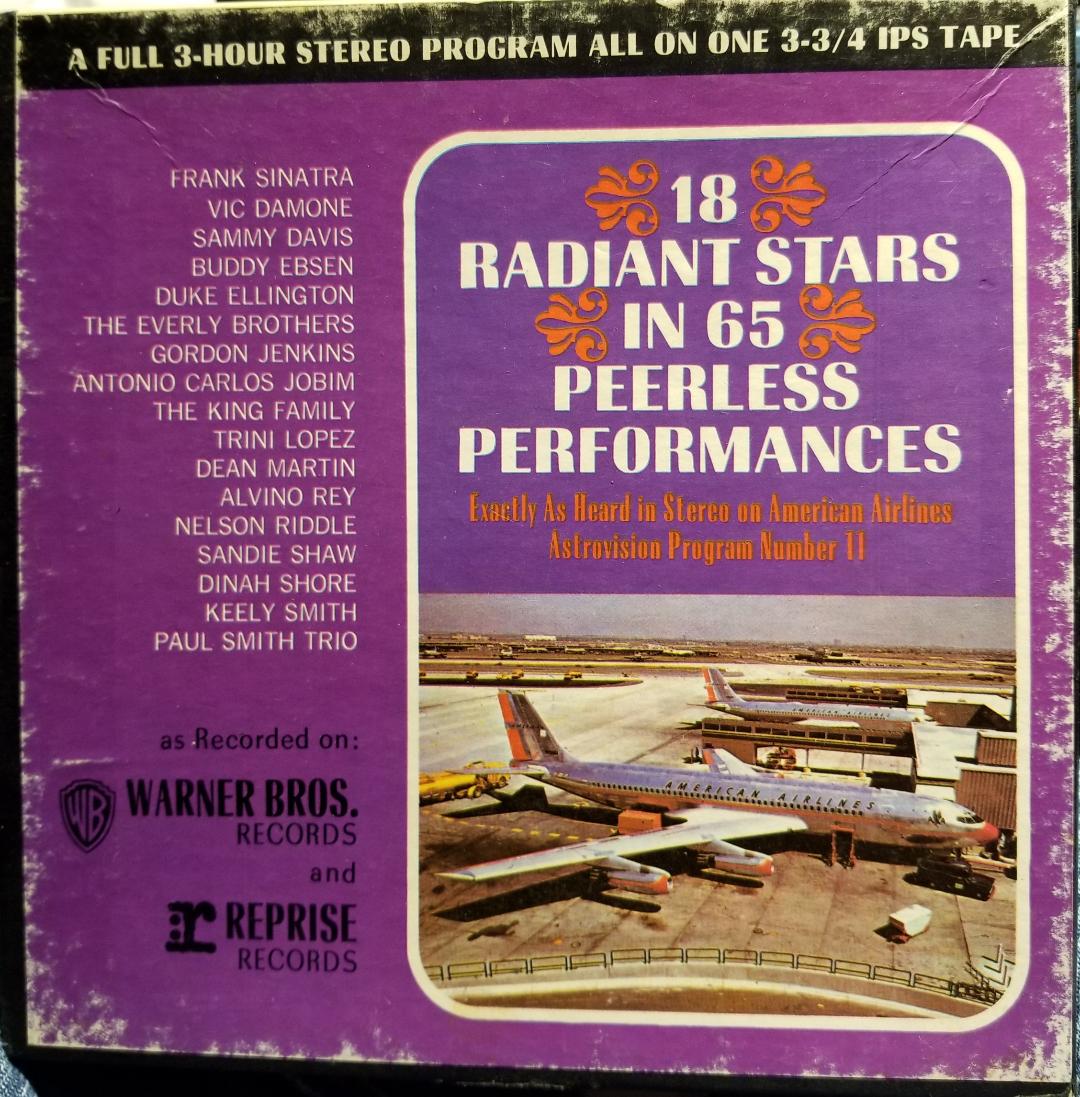 A FULL 3-HOUR STEREO PROGRAM ALL ON ONE 3-3/4 IPS TAPE
FRANK SINATRA
VIC DAMONE
SAMMY DAVIS
BUDDY EBSEN
DUKE ELLINGTON
THE EVERLY BROTHERS
GORDON JENKINS
ANTONIO CARLOS JOBIM
THE KING FAMILY
TRINI LOPEZ
DEAN MARTIN
ALVINO REY
NELSON RIDDLE
SANDIE SHAW
DINAH SHORE
KEELY SMITH
PAUL SMITH TRIO
as Recorded on:
WB WARNER BROS.
RECORDS
and
r REPRISE
RECORDS
18
RADIANT STARS
IN 65
PEERLESS
PERFORMANCES
Exactly As Heard in Stereo on American Airlines
Astrovision Program Number 11
AMERICAN AIRLINES
AMERICAN AIRLINES